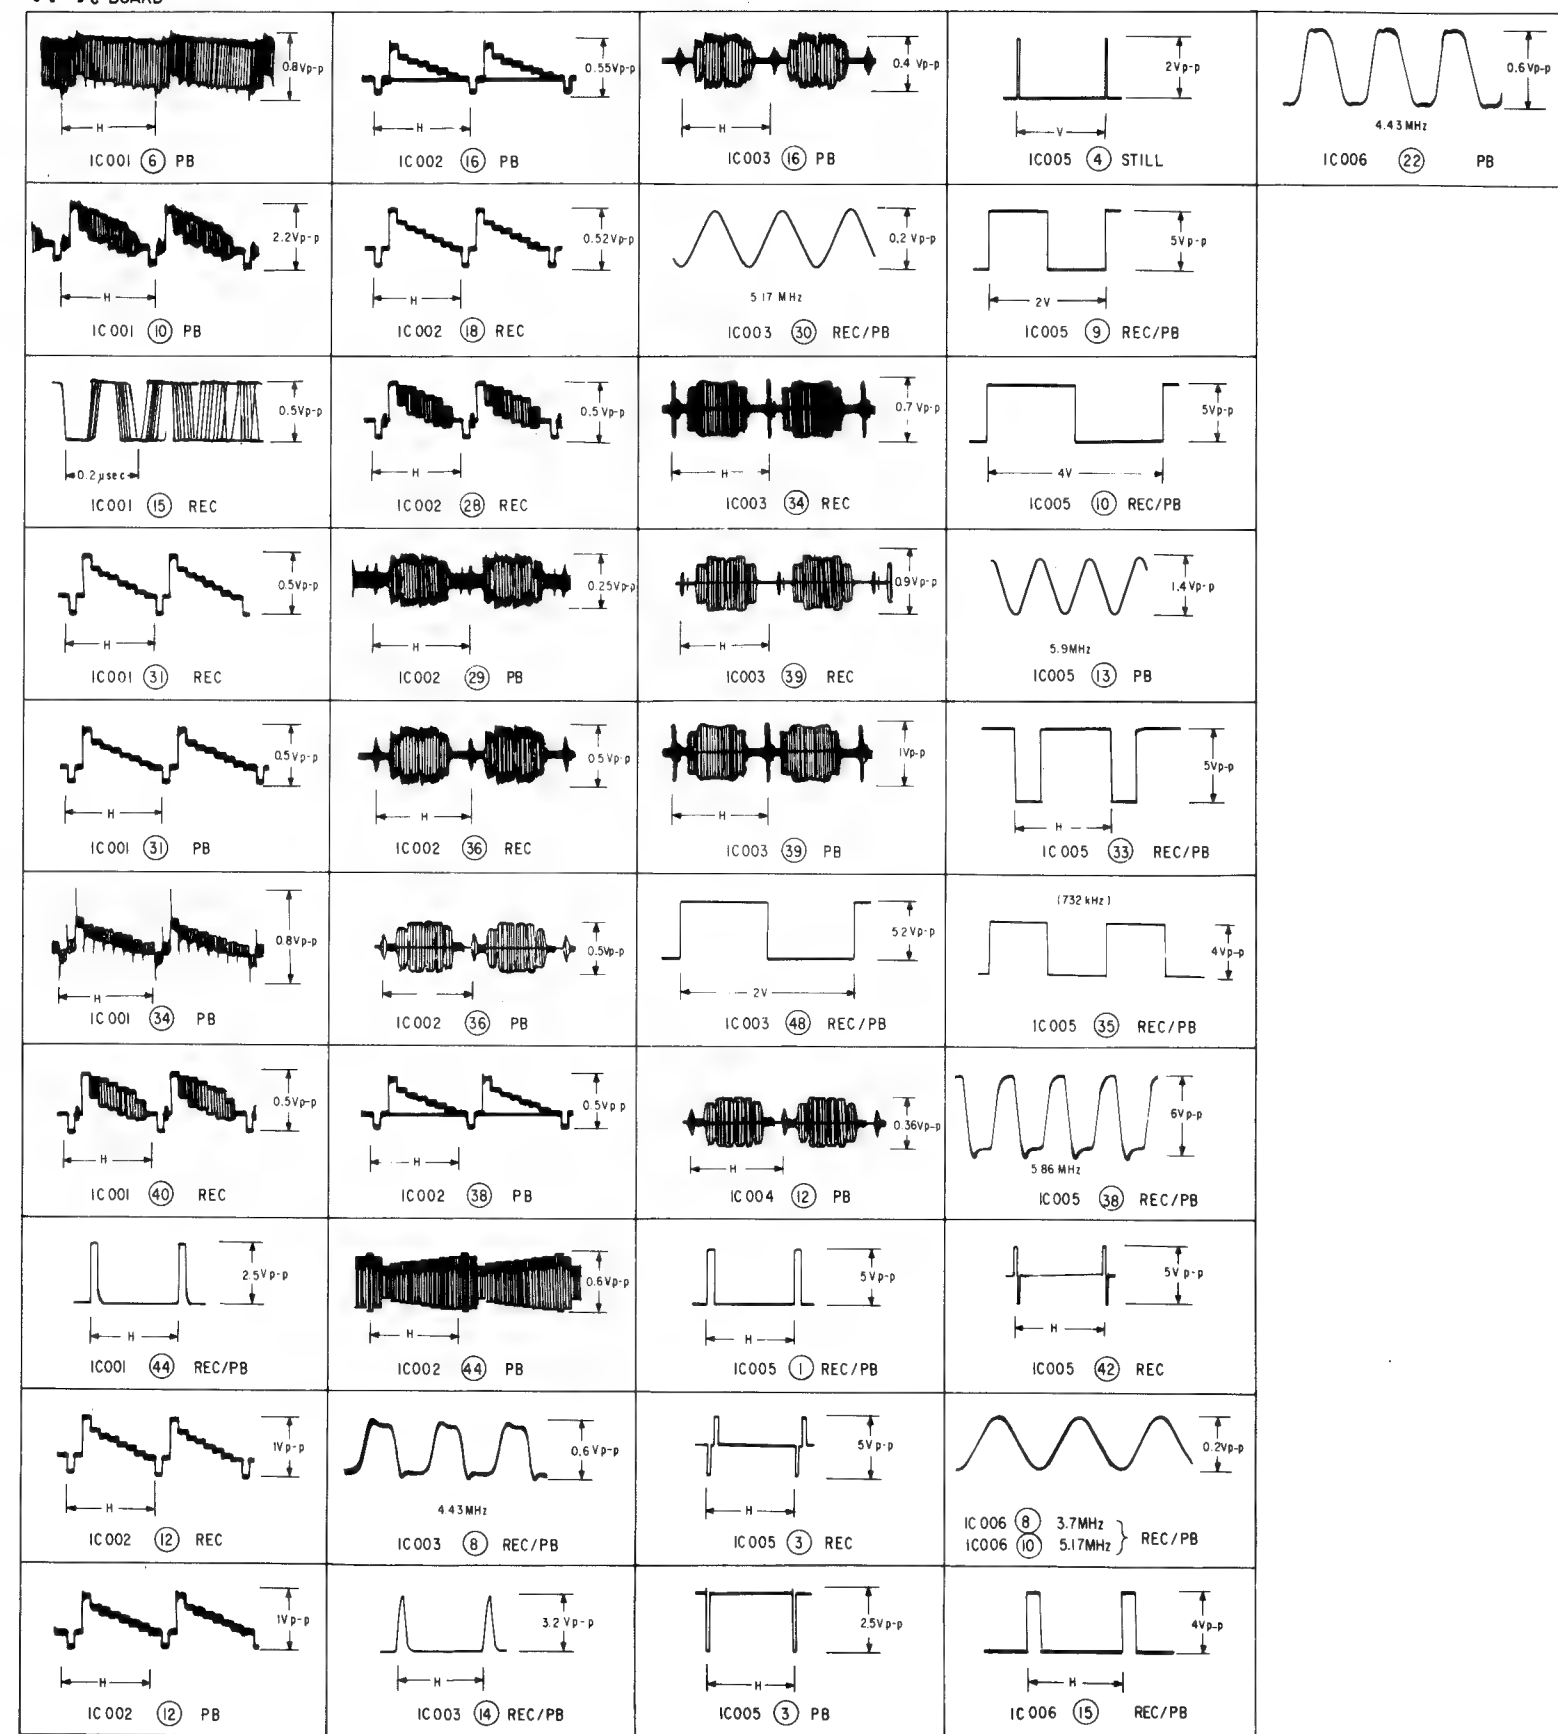 BOARD
0.8Vp-p
H
IC001 (6) PB
0.55Vp-p
H
IC002 (16) PB
0.4 Vp-p
H
IC003 (16) PB
2Vp-p
V
IC005 (4) STILL
0.6Vp-p
4.43MHz
IC006 (22) PB
2.2Vp-p
H
IC001 (10) PB
0.52Vp-p
H
IC002 (18) REC
0.2 Vp-p
5.17 MHz
IC003 (30) REC/PB
5Vp-p
2V
IC005 (9) REC/PB
0.5Vp-p
0.2μsec
IC001 (15) REC
0.5Vp-p
H
IC002 (28) REC
0.7 Vp-p
H
IC003 (34) REC
5Vp-p
4V
IC005 (10) REC/PB
0.5Vp-p
H
IC001 (31) REC
0.25Vp-p
H
IC002 (29) PB
0.9Vp-p
H
IC003 (39) REC
1.4Vp-p
5.9MHz
IC005 (13) PB
0.5Vp-p
H
IC001 (31) PB
0.5Vp-p
H
IC002 (36) REC
1Vp-p
H
IC003 (39) PB
5Vp-p
H
IC005 (33) REC/PB
0.8Vp-p
H
IC001 (34) PB
0.5Vp-p
IC002 (36) PB
5.2Vp-p
2V
IC003 (48) REC/PB
(732 kHz)
4Vp-p
IC005 (35) REC/PB
0.5Vp-p
H
IC001 (40) REC
0.5Vp p
H
IC002 (38) PB
0.36Vp-p
H
IC004 (12) PB
6Vp-p
5.86 MHz
IC005 (38) REC/PB
2.5Vp-p
H
IC001 (44) REC/PB
0.6Vp-p
H
IC002 (44) PB
5Vp-p
H
IC005 (1) REC/PB
5Vp-p
H
IC005 (42) REC
1Vp-p
H
IC002 (12) REC
0.6Vp-p
4.43MHz
IC003 (8) REC/PB
5Vp-p
H
IC005 (3) REC
0.2Vp-p
IC006 (8) 3.7MHz
IC006 (10) 5.17MHz } REC/PB
1Vp-p
H
IC002 (12) PB
3.2 Vp-p
H
IC003 (14) REC/PB
2.5Vp-p
H
IC005 (3) PB
4Vp-p
H
IC006 (15) REC/PB